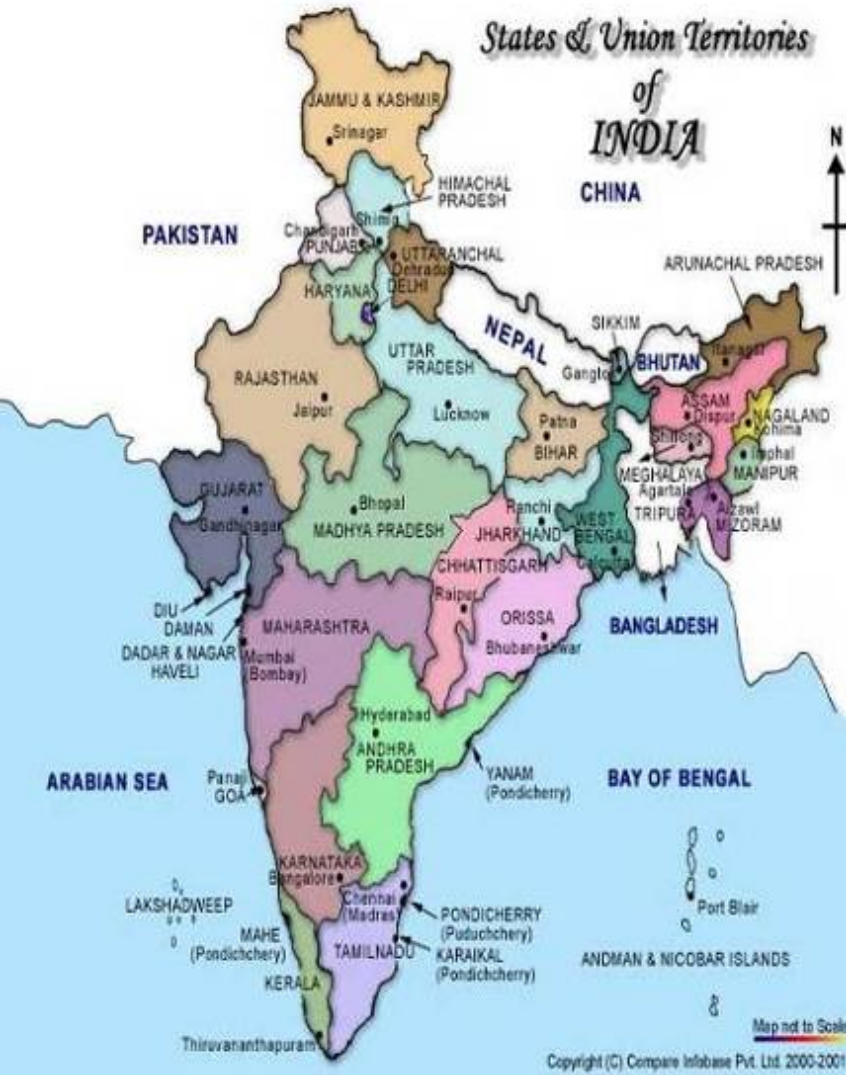 States & Union Territories
of
INDIA
N
JAMMU & KASHMIR
Srinagar
HIMACHAL
PRADESH
CHINA
PAKISTAN
Shimla
Chandigarh
PUNJAB
UTTARANCHAL
Dehradun
DELHI
HARYANA
ARUNACHAL PRADESH
NEPAL
SIKKIM
BHUTAN
Itanagar
Gangtok
UTTAR
PRADESH
RAJASTHAN
Jaipur
Lucknow
ASSAM
Dispur
NAGALAND
Kohima
Patna
BIHAR
Shillong
Imphal
MEGHALAYA
MANIPUR
Agartala
TRIPURA
Aizawl
MIZORAM
GUJARAT
Gandhinagar
Bhopal
MADHYA PRADESH
Ranchi
JHARKHAND
WEST
BENGAL
Calcutta
CHHATTISGARH
Raipur
DIU
DAMAN
DADAR & NAGAR
HAVELI
MAHARASHTRA
Mumbai
(Bombay)
ORISSA
Bhubaneshwar
BANGLADESH
Hyderabad
ANDHRA
PRADESH
YANAM
(Pondicherry)
ARABIAN SEA
BAY OF BENGAL
Panaji
GOA
KARNATAKA
Bangalore
Chennai
(Madras)
PONDICHERRY
(Puduchchery)
KARAIKAL
(Pondichcherry)
LAKSHADWEEP
MAHE
(Pondichchery)
TAMILNADU
KERALA
Thiruvananthapuram
Port Blair
ANDMAN & NICOBAR ISLANDS
Map not to Scale
Copyright (C) Compare Infobase Pvt. Ltd. 2000-2001